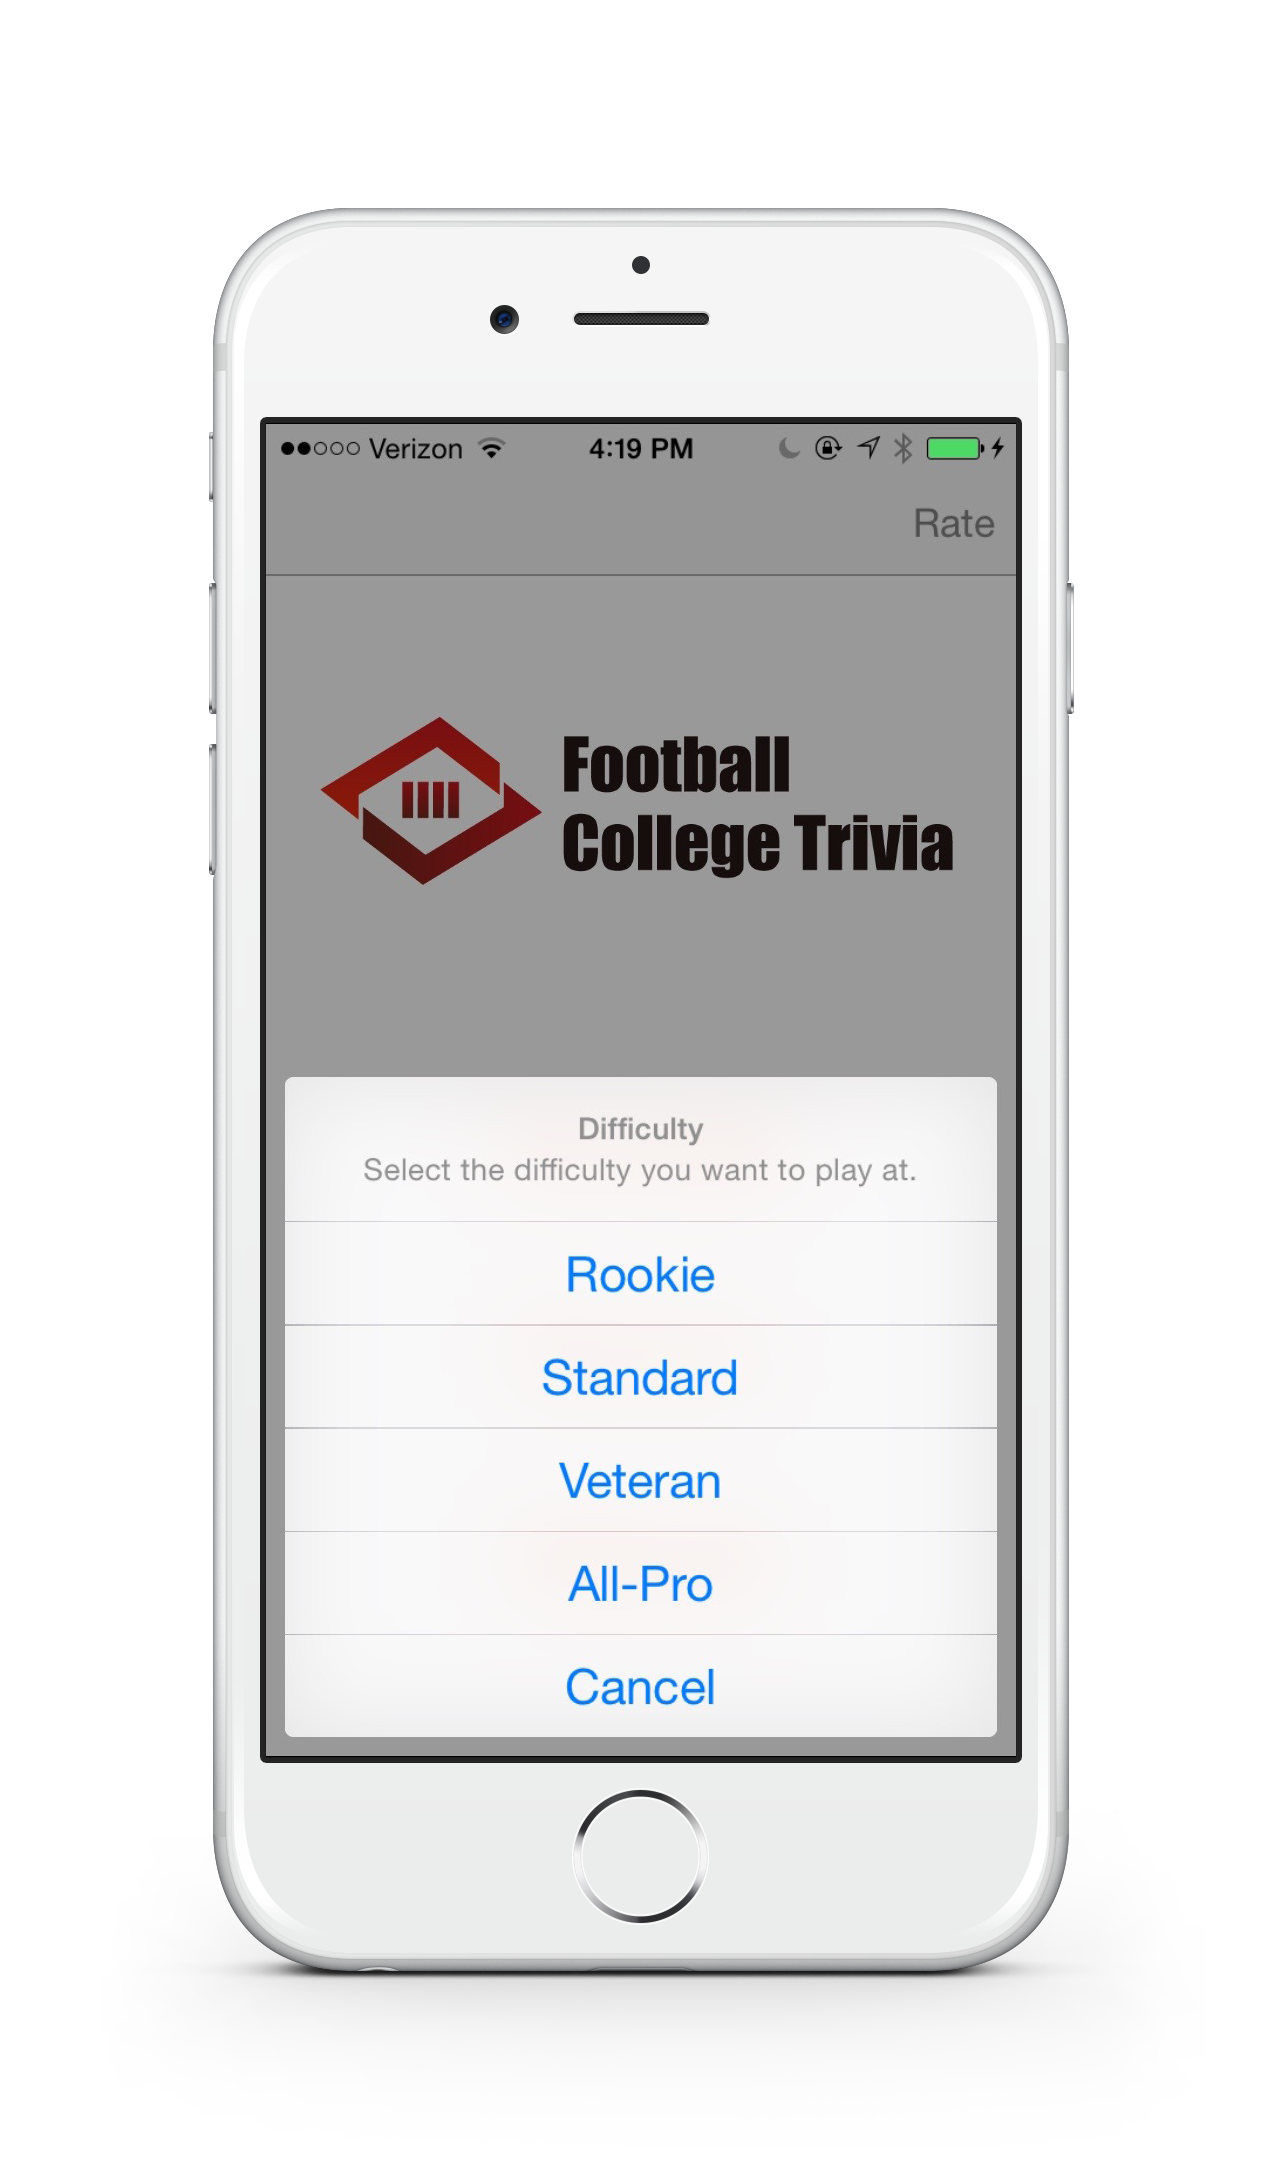 Verizon 4:19 PM
Rate
Football
College Trivia
Difficulty
Select the difficulty you want to play at.
Rookie
Standard
Veteran
All-Pro
Cancel